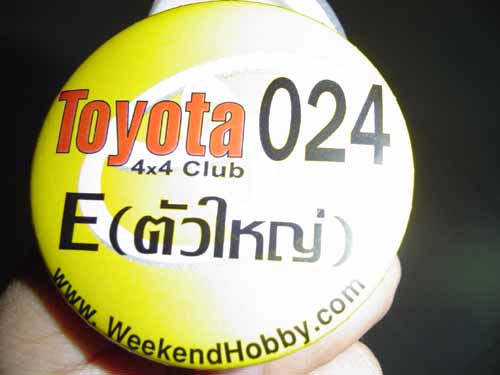 Toyota 024
4x4 Club
E (ตัวใหญ่)
www.WeekendHobby.com